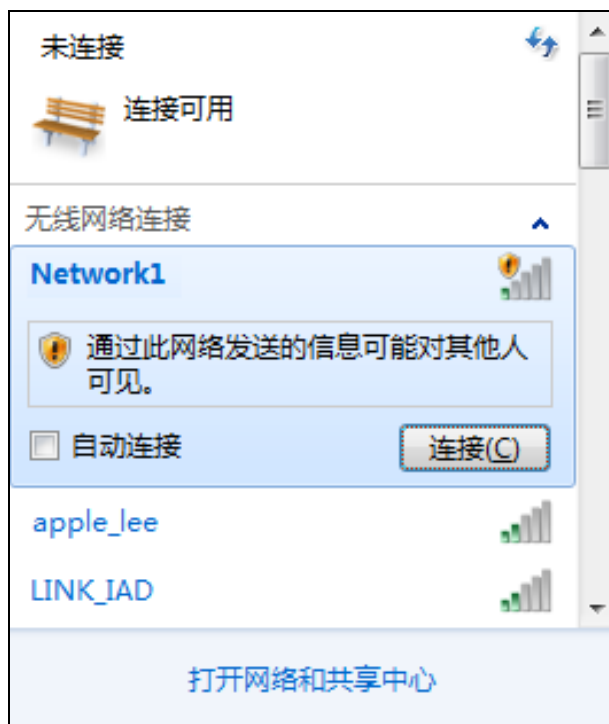 未连接
连接可用
无线网络连接
Network1
通过此网络发送的信息可能对其他人
可见。
自动连接
连接(C)
apple_lee
LINK_IAD
打开网络和共享中心